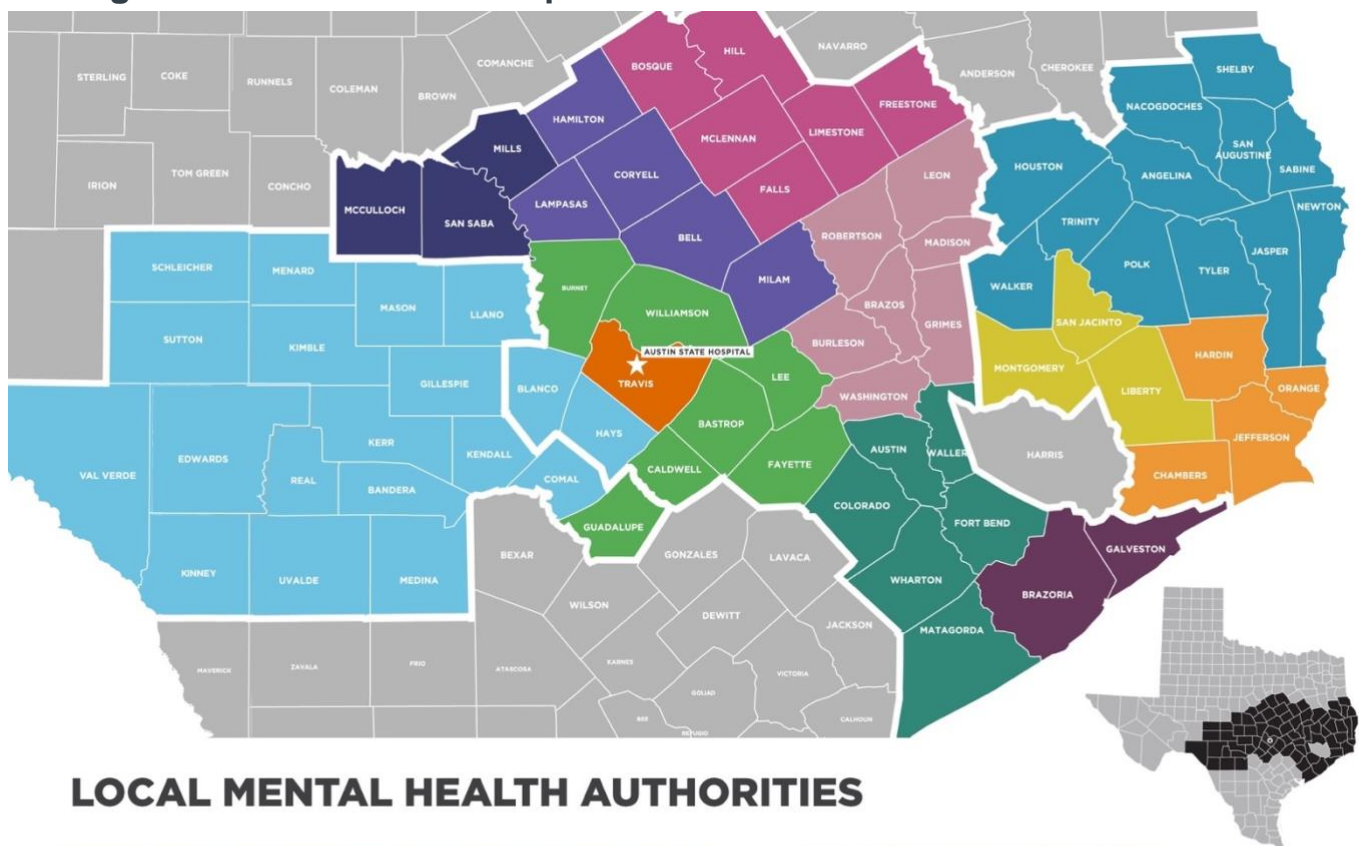 NAVARRO
HILL
BOSQUE
COMANCHE
STERLING
COKE
RUNNELS
COLEMAN
BROWN
ANDERSON
CHEROKEE
SHELBY
NACOGDOCHES
FREESTONE
HAMILTON
MCLENNAN
LIMESTONE
MILLS
SAN
AUGUSTINE
SABINE
HOUSTON
ANGELINA
IRION
TOM GREEN
CONCHO
CORYELL
FALLS
LEON
NEWTON
MCCULLOCH
SAN SABA
LAMPASAS
TRINITY
ROBERTSON
BELL
MADISON
JASPER
SCHLEICHER
MENARD
MILAM
POLK
TYLER
MASON
LLANO
BURNET
WILLIAMSON
BRAZOS
WALKER
SAN JACINTO
GRIMES
SUTTON
KIMBLE
BURLESON
AUSTIN STATE HOSPITAL
HARDIN
MONTGOMERY
GILLESPIE
BLANCO
TRAVIS
LEE
LIBERTY
ORANGE
WASHINGTON
BASTROP
HAYS
KERR
AUSTIN
WALLER
HARRIS
JEFFERSON
VAL VERDE
EDWARDS
KENDALL
CALDWELL
FAYETTE
REAL
BANDERA
COMAL
CHAMBERS
COLORADO
GUADALUPE
FORT BEND
BEXAR
GONZALES
LAVACA
GALVESTON
KINNEY
UVALDE
MEDINA
WHARTON
BRAZORIA
WILSON
DEWITT
JACKSON
MATAGORDA
MAVERICH
ZAVALA
FRIO
ATASCOSA
KARNES
VICTORIA
GOLIAD
BEE
CALHOUN
REFUGIO
LOCAL MENTAL HEALTH AUTHORITIES